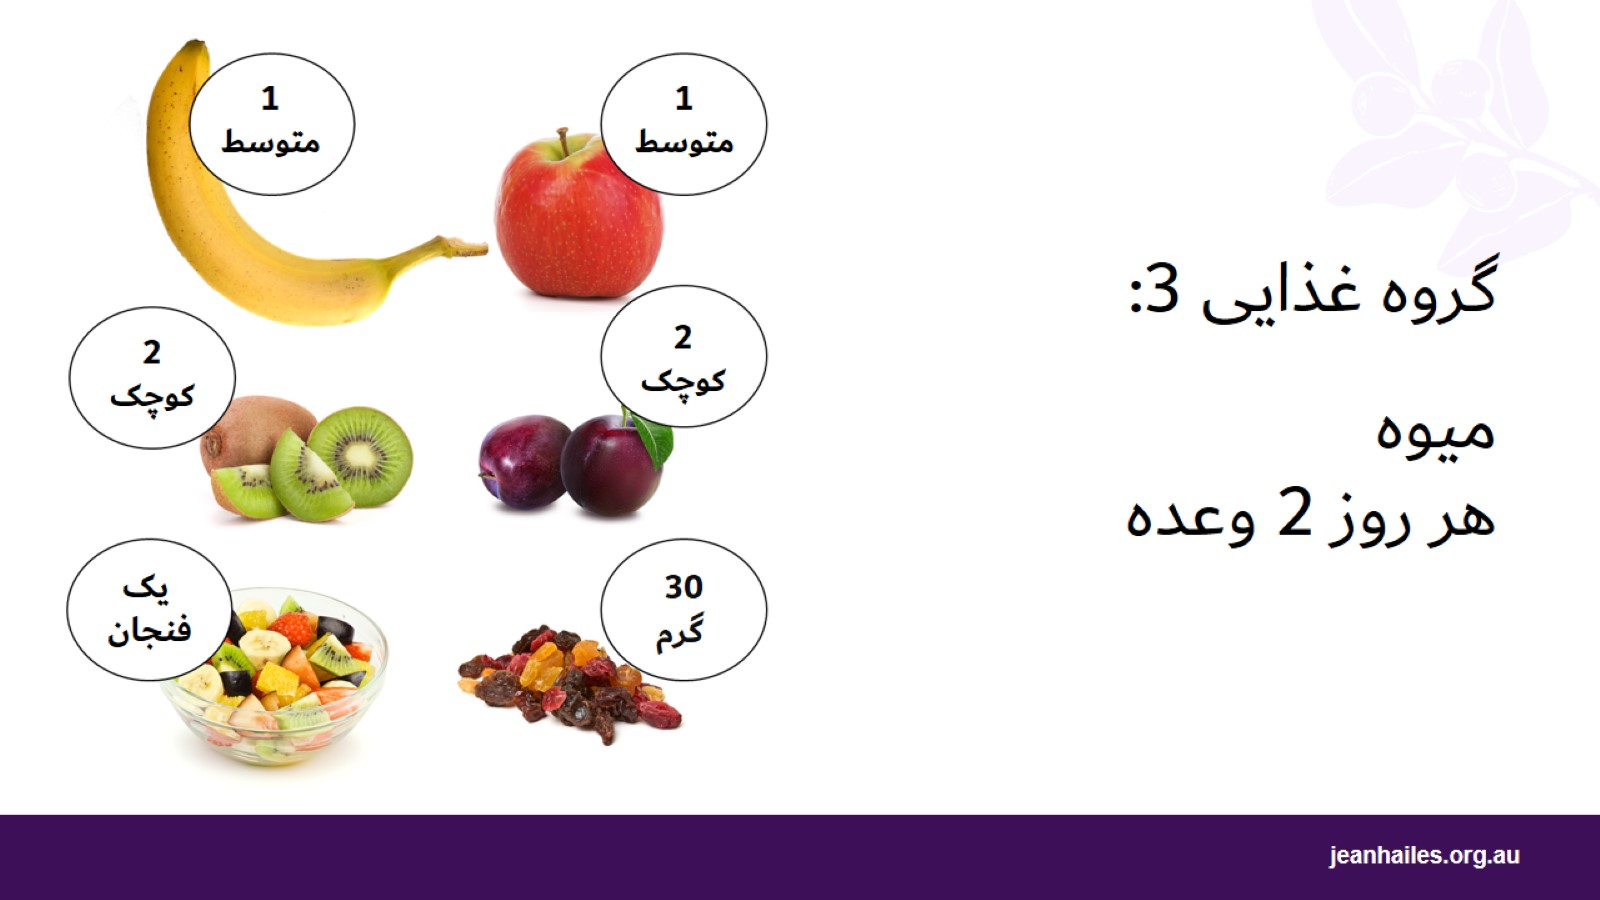 گروه غذایی 3:
میوه
هر روز 2 وعده
1
متوسط
1
متوسط
2
کوچک
2
کوچک
30
گرم
یک
فنجان
jeanhailes.org.au